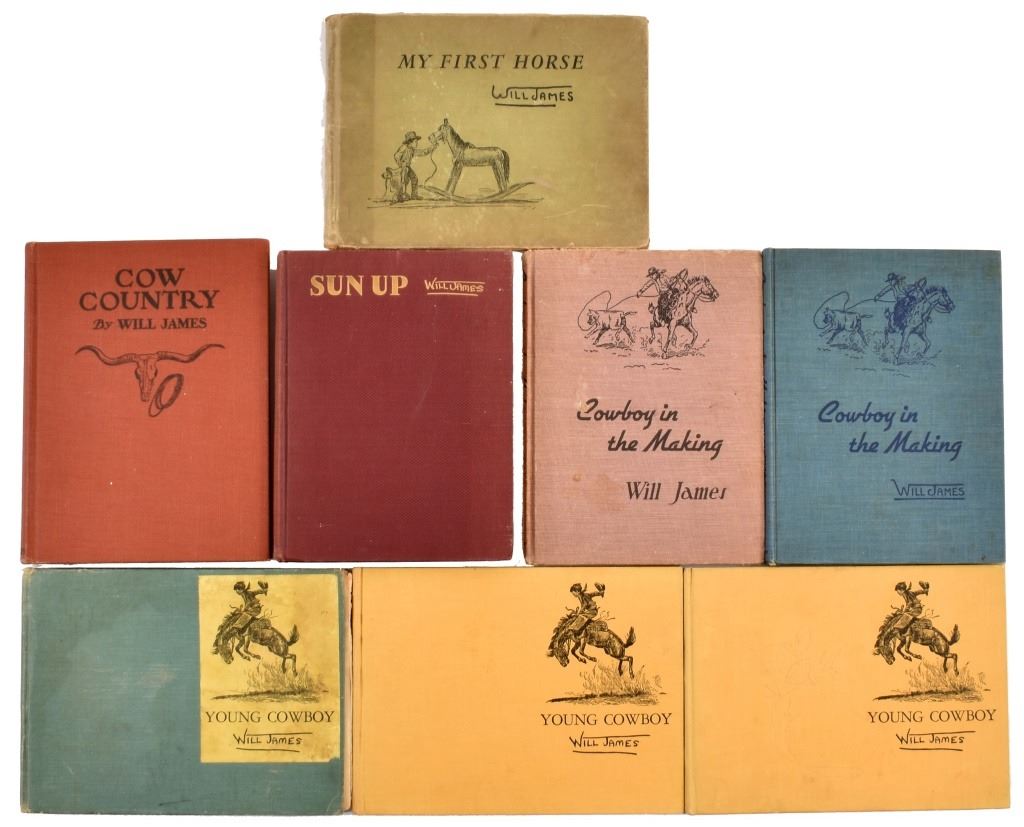 MY FIRST HORSE
WILL JAMES
COW
COUNTRY
By WILL JAMES
SUN UP
WILL JAMES
Cowboy in
the Making
Will James
Cowboy in
the Making
WILL JAMES
YOUNG COWBOY
WILL JAMES
YOUNG COWBOY
WILL JAMES
YOUNG COWBOY
WILL JAMES